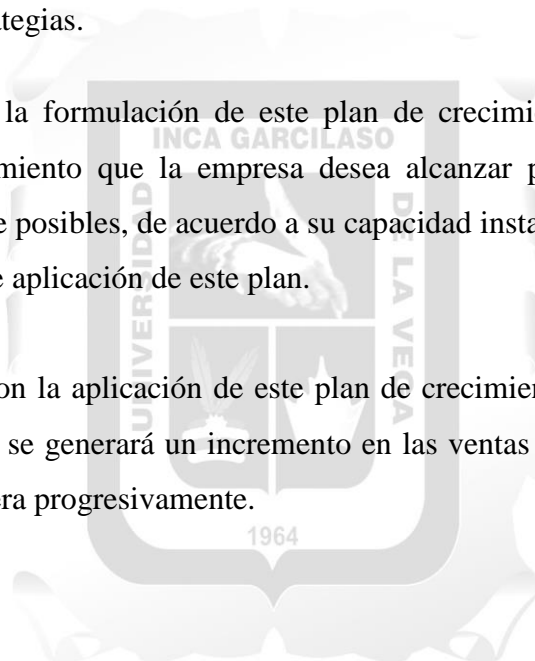 tegias.
la formulación de este plan de crecimi
INCA GARCILASO
miento que la empresa desea alcanzar p
e posibles, de acuerdo a su capacidad insta
e aplicación de este plan.
UNIVERSIDAD
DE LA VEGA
on la aplicación de este plan de crecimie
se generará un incremento en las ventas
era progresivamente.
1964